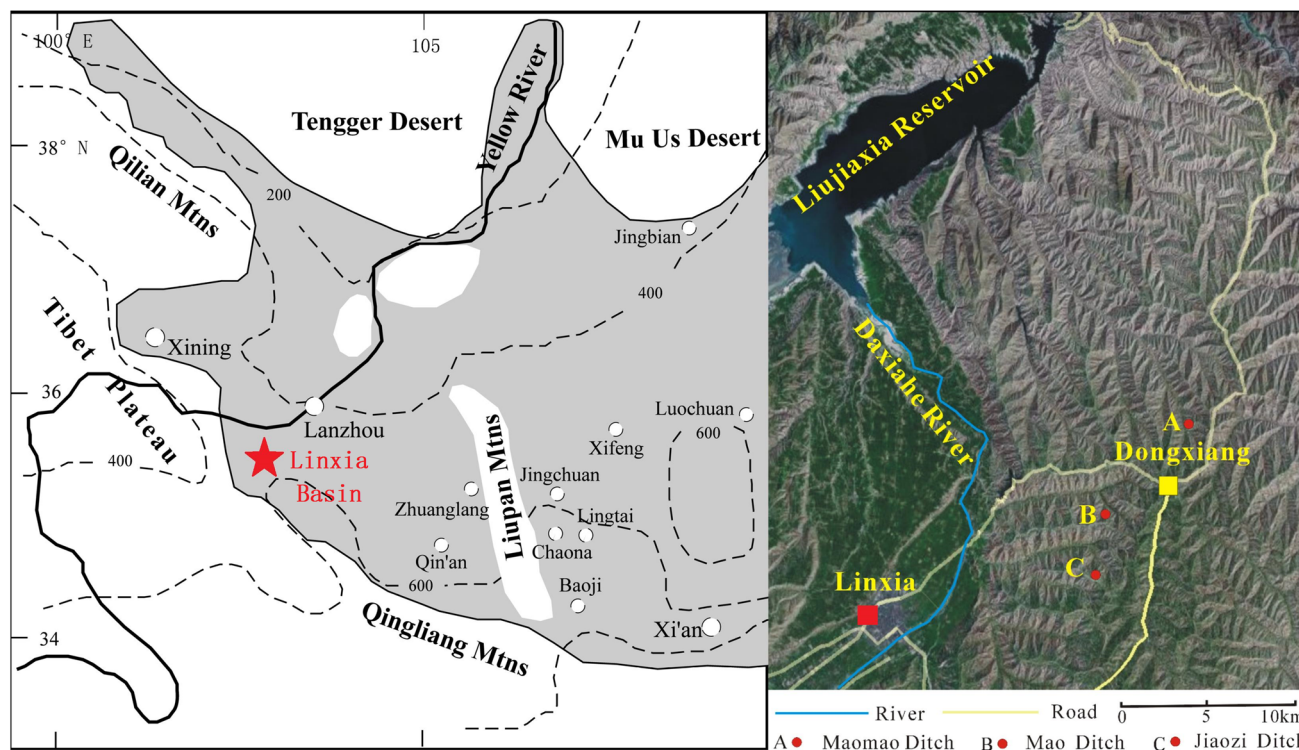 100° E
105
38° N
36
34
Tengger Desert
Yellow River
Mu Us Desert
Qilian Mtns
200
Jingbian
400
Tibet Plateau
Xining
Lanzhou
Linxia
Basin
400
Luochuan
600
Xifeng
Jingchuan
Zhuanglang
Liupan Mtns
Lingtai
Chaona
Qin'an
600
Baoji
Xi'an
Qingliang Mtns
Liujiaxia Reservoir
Daxiahe River
A
Dongxiang
B
C
Linxia
River
Road
0 5 10km
A Maomao Ditch B Mao Ditch C Jiaozi Ditch